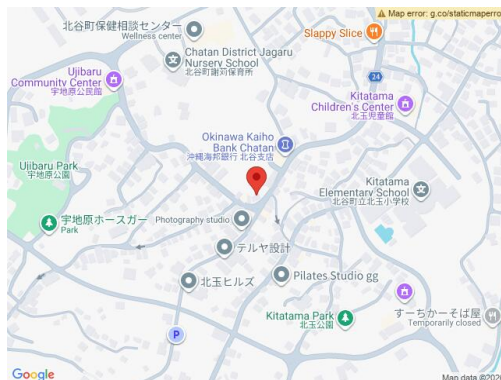 北谷町保健相談センター
Wellness center
Map error: g.co/staticmaperro
Slappy Slice
Chatan District Jagaru
Nursery School
北谷町謝苅保育所
Ujibaru
Community Center
宇地原公民館
24
Kitatama
Children's Center
北玉児童館
Okinawa Kaiho
Bank Chatan
沖縄海邦銀行 北谷支店
Ujibaru Park
宇地原公園
Kitatama
Elementary School
北谷町立北玉小学校
宇地原ホースガー
Park
Photography studio
テルヤ設計
北玉ヒルズ
Pilates Studio gg
Kitatama Park
北玉公園
すーちかーそば屋
Temporarily closed
P
Google
Map data ©202